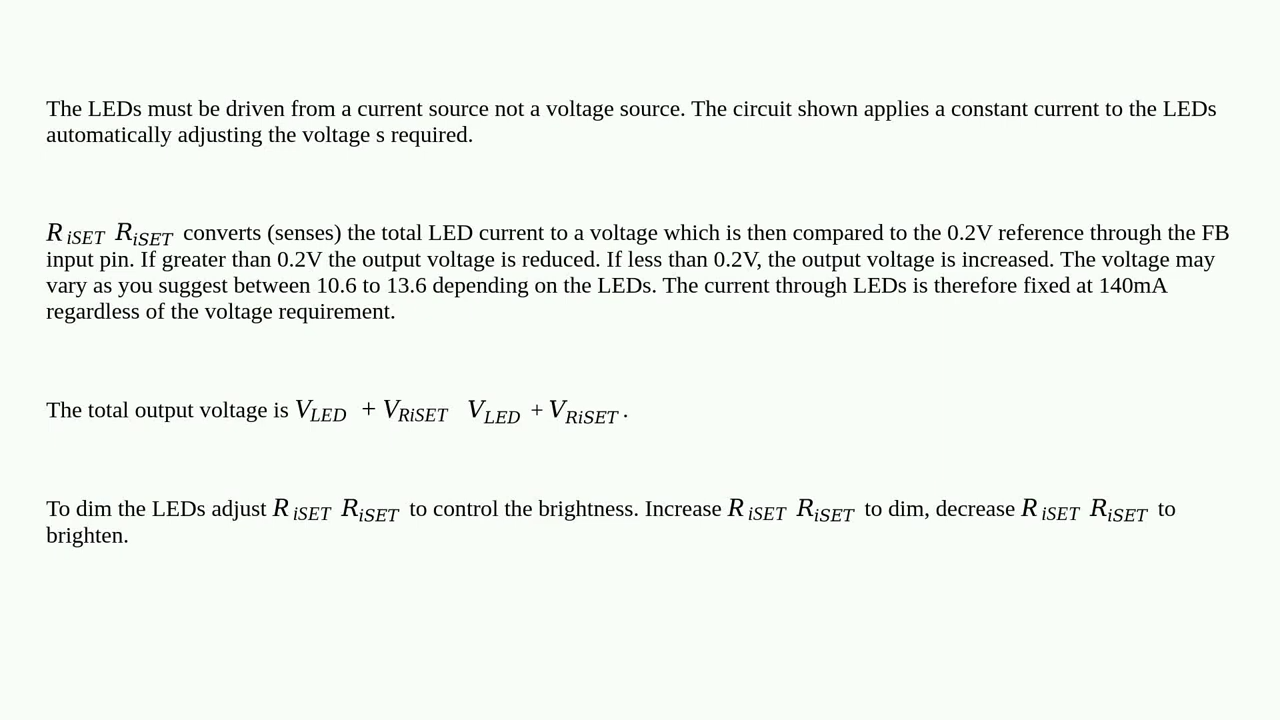 The LEDs must be driven from a current source not a voltage source. The circuit shown applies a constant current to the LEDs
automatically adjusting the voltage s required.
R iSET RiSET converts (senses) the total LED current to a voltage which is then compared to the 0.2V reference through the FB
input pin. If greater than 0.2V the output voltage is reduced. If less than 0.2V, the output voltage is increased. The voltage may
vary as you suggest between 10.6 to 13.6 depending on the LEDs. The current through LEDs is therefore fixed at 140mA
regardless of the voltage requirement.
The total output voltage is VLED + VRiSET VLED + VRiSET .
To dim the LEDs adjust R iSET RiSET to control the brightness. Increase R iSET RiSET to dim, decrease R iSET RiSET to
brighten.